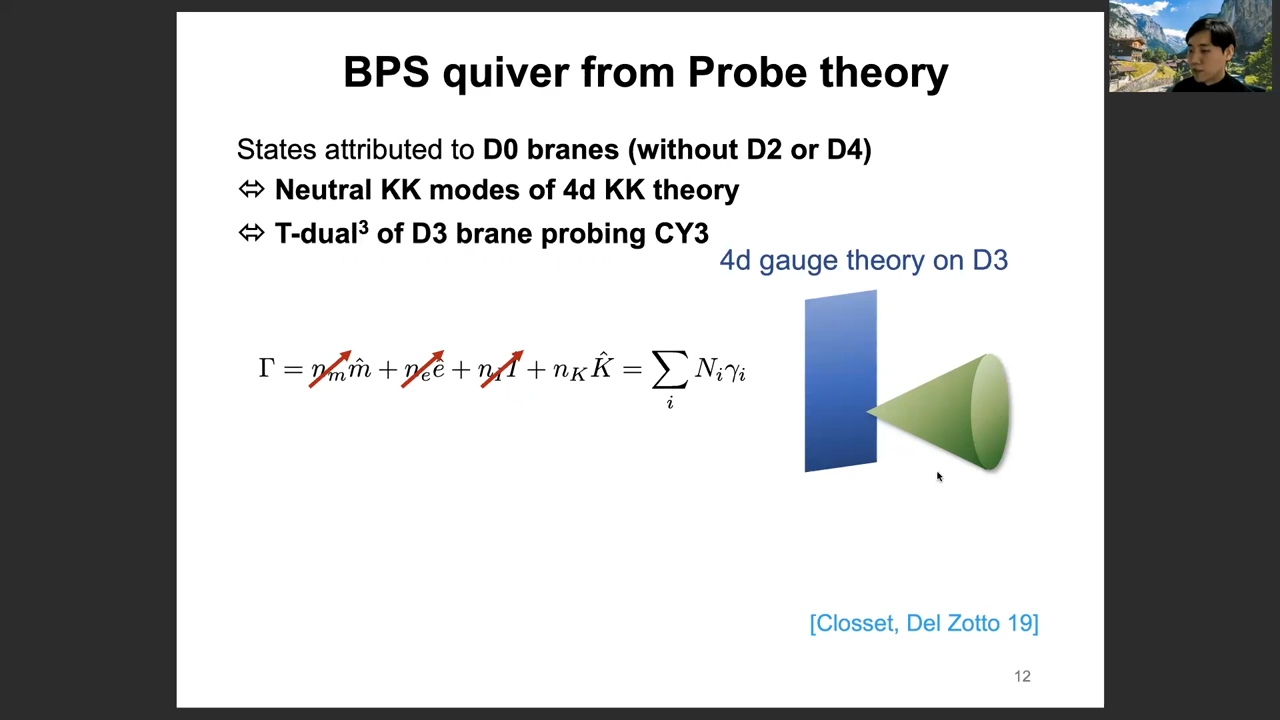 BPS quiver from Probe theory
States attributed to D0 branes (without D2 or D4)
⇔ Neutral KK modes of 4d KK theory
⇔ T-dual³ of D3 brane probing CY3
4d gauge theory on D3
Γ = n_m m̂ + n_e ê + n_I Î + n_K K̂ = ∑_i N_i γ_i
[Closset, Del Zotto 19]
12